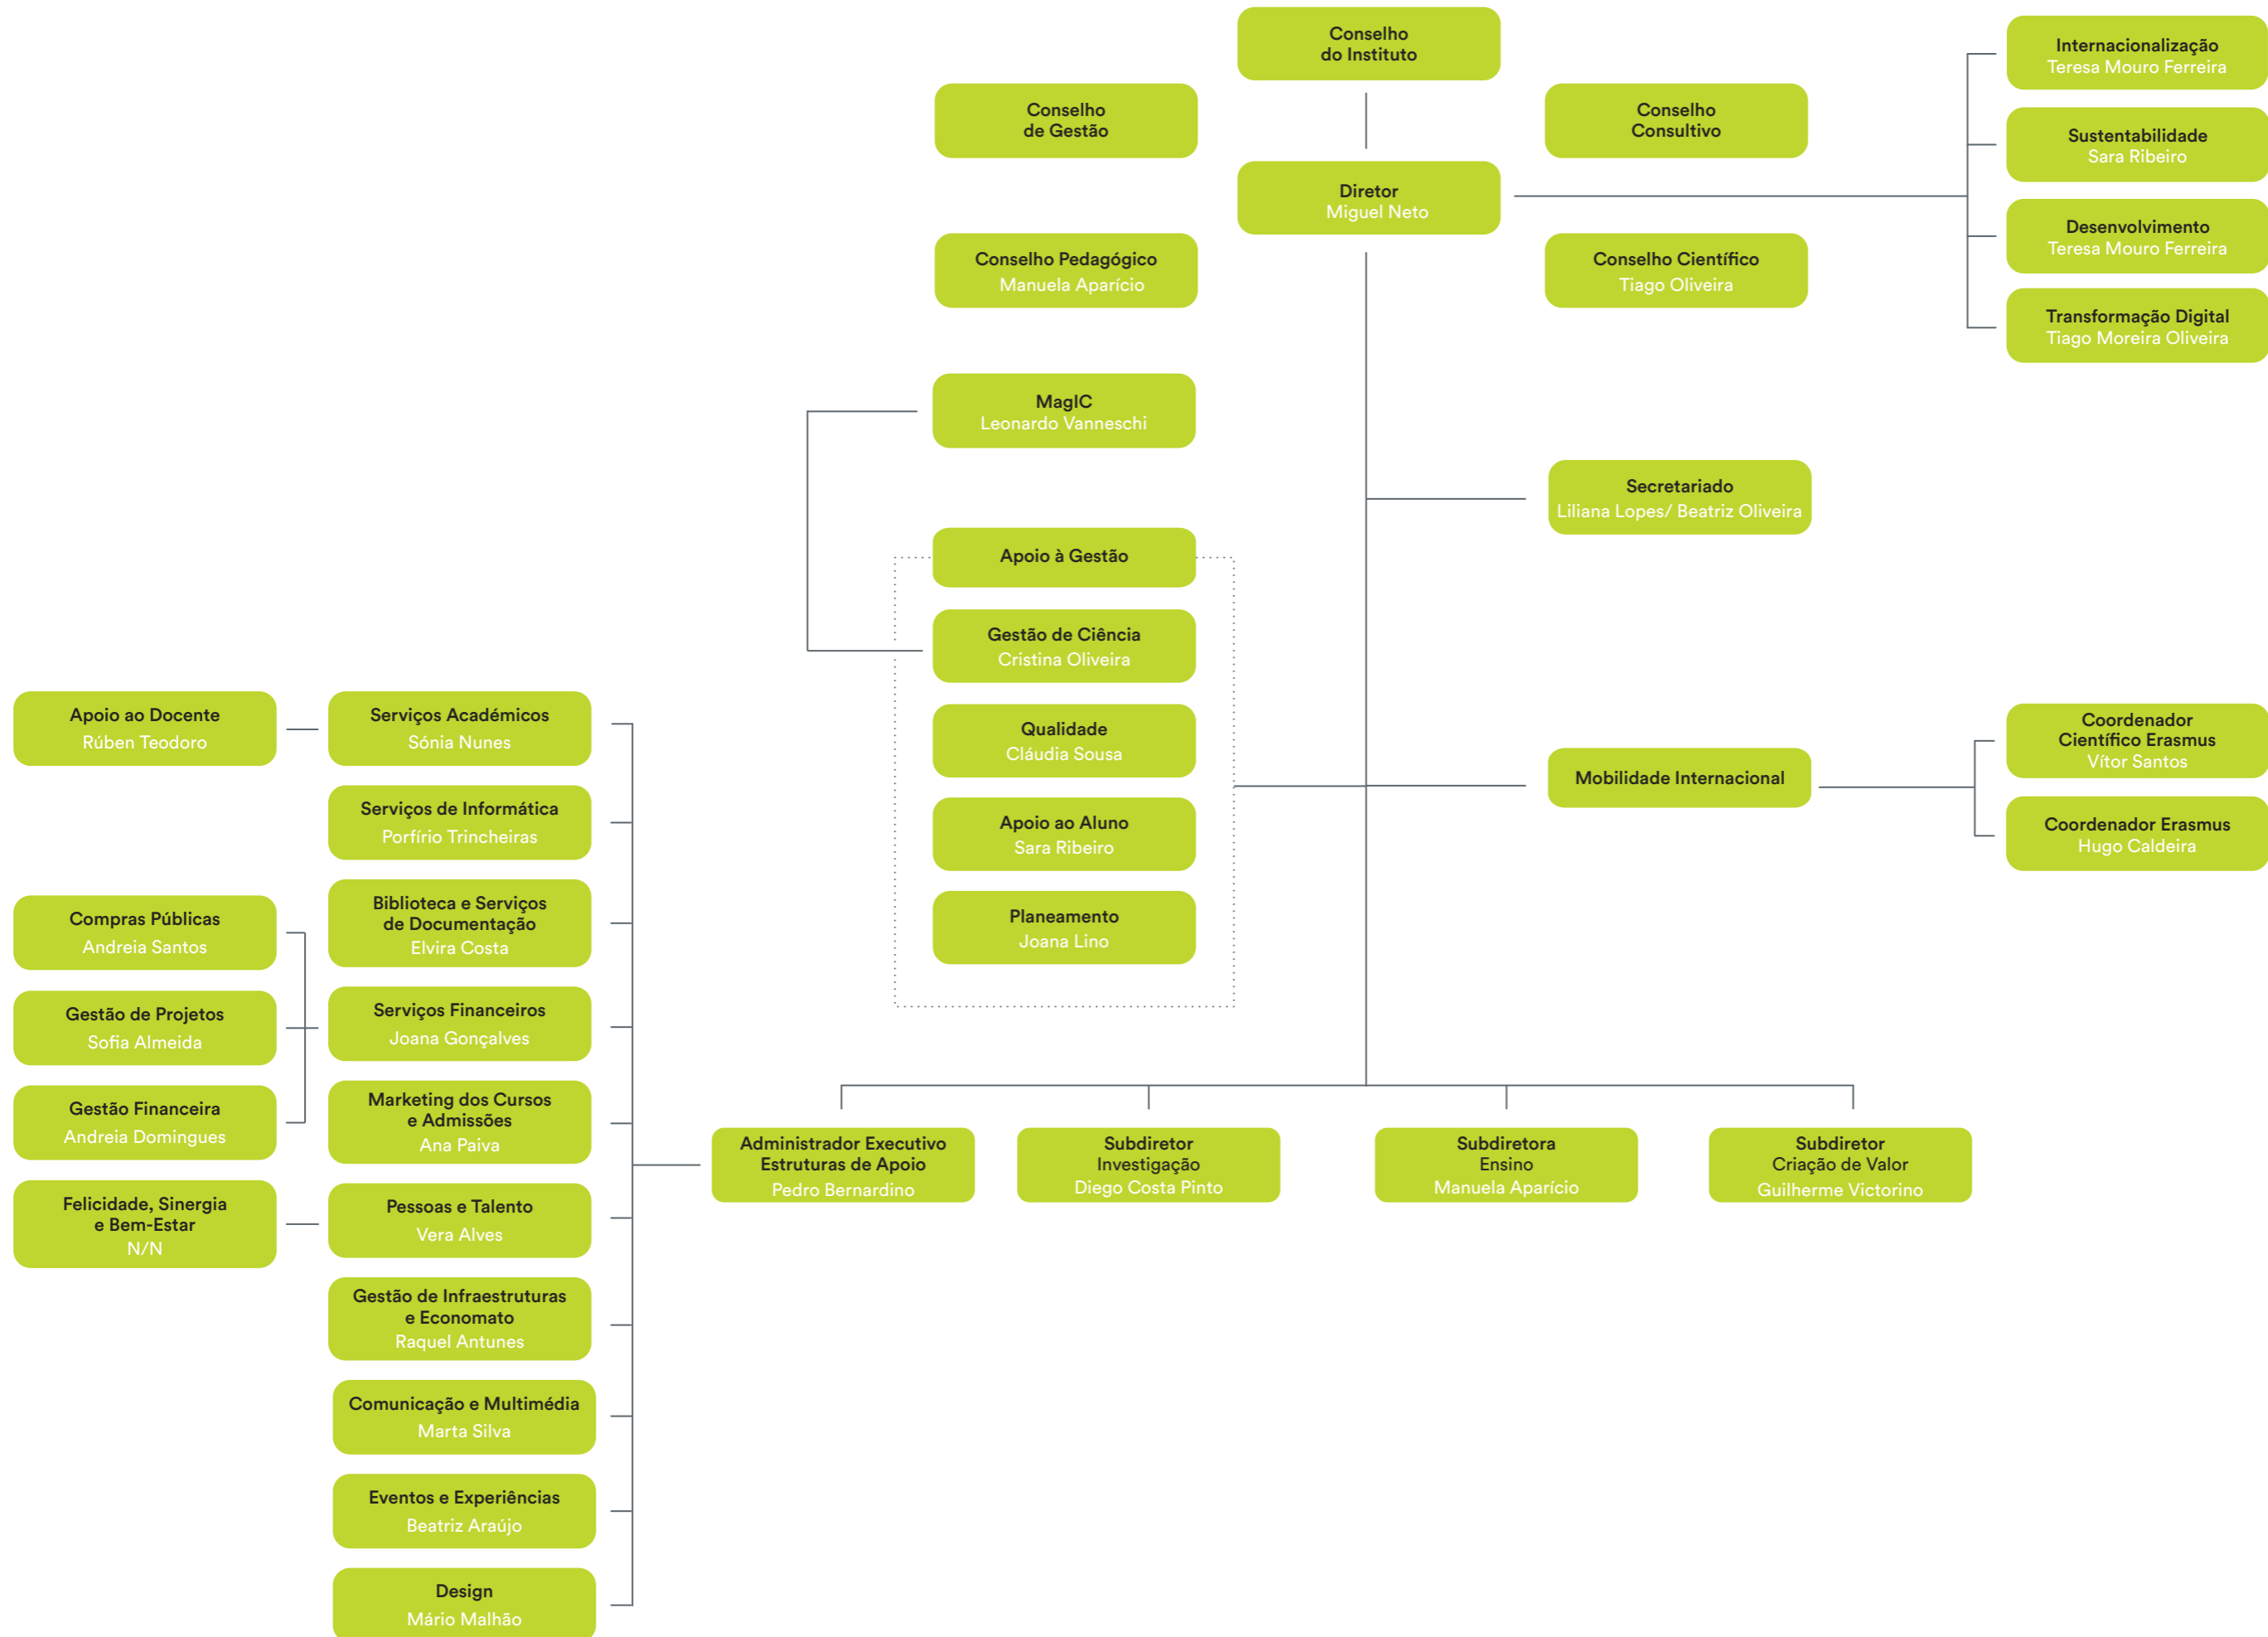 Conselho
do Instituto
Conselho
de Gestão
Conselho
Consultivo
Diretor
Miguel Neto
Conselho Pedagógico
Manuela Aparício
Conselho Científico
Tiago Oliveira
Internacionalização
Teresa Mouro Ferreira
Sustentabilidade
Sara Ribeiro
Desenvolvimento
Teresa Mouro Ferreira
Transformação Digital
Tiago Moreira Oliveira
MagIC
Leonardo Vanneschi
Secretariado
Liliana Lopes/ Beatriz Oliveira
Apoio à Gestão
Gestão de Ciência
Cristina Oliveira
Qualidade
Cláudia Sousa
Apoio ao Aluno
Sara Ribeiro
Planeamento
Joana Lino
Mobilidade Internacional
Coordenador
Científico Erasmus
Vítor Santos
Coordenador Erasmus
Hugo Caldeira
Apoio ao Docente
Rúben Teodoro
Serviços Académicos
Sónia Nunes
Serviços de Informática
Porfírio Trincheiras
Biblioteca e Serviços
de Documentação
Elvira Costa
Compras Públicas
Andreia Santos
Gestão de Projetos
Sofia Almeida
Gestão Financeira
Andreia Domingues
Serviços Financeiros
Joana Gonçalves
Marketing dos Cursos
e Admissões
Ana Paiva
Felicidade, Sinergia
e Bem-Estar
N/N
Pessoas e Talento
Vera Alves
Gestão de Infraestruturas
e Economato
Raquel Antunes
Comunicação e Multimédia
Marta Silva
Eventos e Experiências
Beatriz Araújo
Design
Mário Malhão
Administrador Executivo
Estruturas de Apoio
Pedro Bernardino
Subdiretor
Investigação
Diego Costa Pinto
Subdiretora
Ensino
Manuela Aparício
Subdiretor
Criação de Valor
Guilherme Victorino